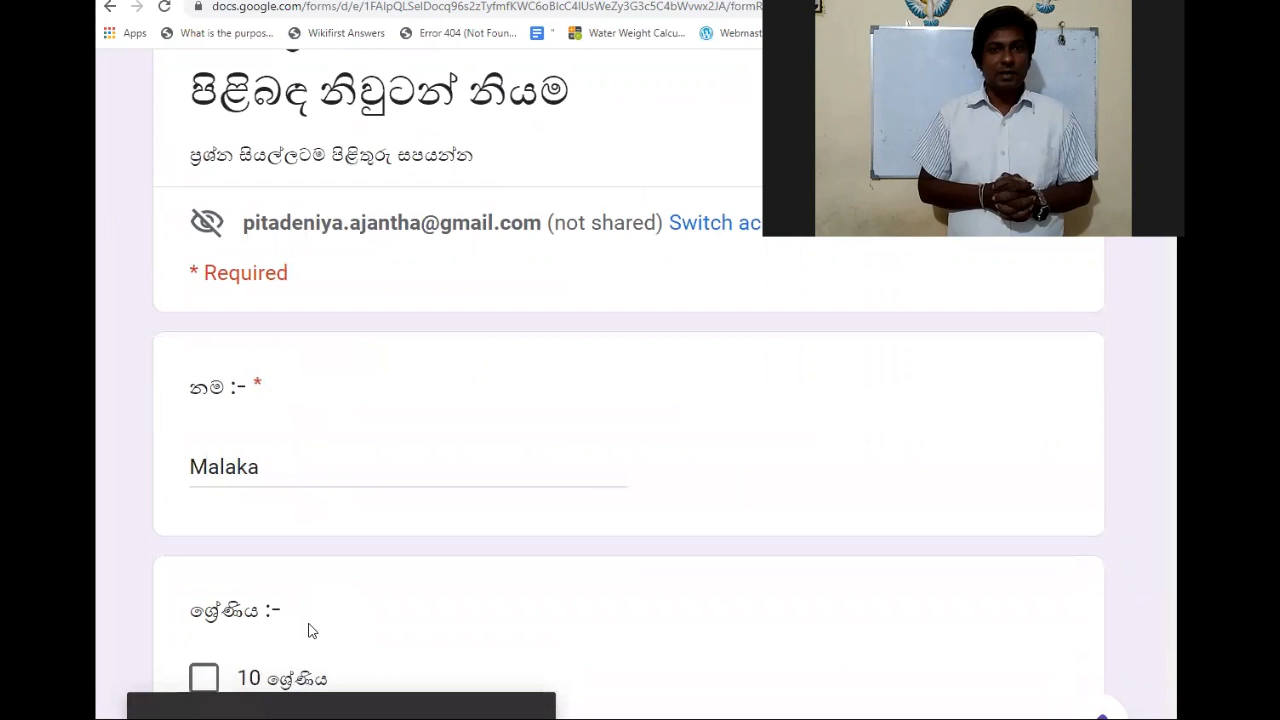 docs.google.com/forms/d/e/1FAIpQLSelDocq96s2zTyfmfKWC6oBlcC4lUsWeZy3G3c5C4bWvwx2JA/formR
Apps
What is the purpos...
Wikifirst Answers
Error 404 (Not Foun...
"
Water Weight Calcu...
Webmast
පිළිබඳ නිවුටන් නියම
ප්‍රශ්න සියල්ලටම පිළිතුරු සපයන්න
pitadeniya.ajantha@gmail.com (not shared) Switch ac
* Required
නම :- *
Malaka
ශ්‍රේණිය :-
10 ශ්‍රේණිය